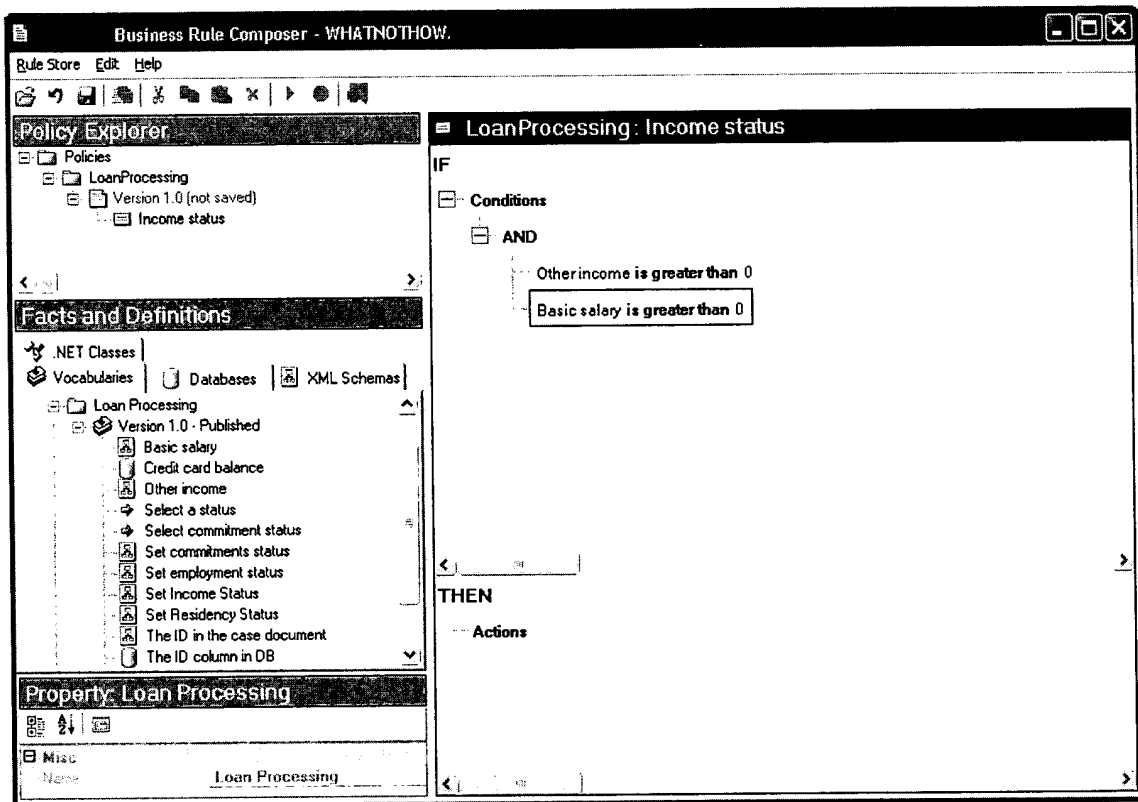 Business Rule Composer - WHATNOTHOW.
Rule Store Edit Help
Policy Explorer
Policies
LoanProcessing
Version 1.0 (not saved)
Income status
Facts and Definitions
.NET Classes
Vocabularies Databases XML Schemas
Loan Processing
Version 1.0 - Published
Basic salary
Credit card balance
Other income
Select a status
Select commitment status
Set commitments status
Set employment status
Set Income Status
Set Residency Status
The ID in the case document
The ID column in DB
Property: Loan Processing
Misc
Name Loan Processing
LoanProcessing : Income status
IF
Conditions
AND
Other income is greater than 0
Basic salary is greater than 0
THEN
Actions